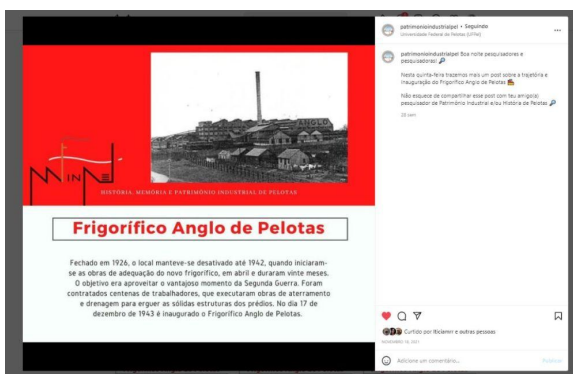 patrimonioindustrialpel • Seguindo
Universidade Federal de Pelotas (UFPel)
patrimonioindustrialpel Boa noite pesquisadores e
pesquisadoras! 🔎
Nesta quinta-feira trazemos mais um post sobre a trajetória e
inauguração do Frigorífico Anglo de Pelotas
Não esquece de compartilhar esse post com teu amigo(a)
pesquisador de Patrimônio Industrial e/ou História de Pelotas 🔎
20 sem
ANGLO
HISTÓRIA, MEMÓRIA E PATRIMÔNIO INDUSTRIAL DE PELOTAS
Frigorífico Anglo de Pelotas
Fechado em 1926, o local manteve-se desativado até 1942, quando iniciaram-
se as obras de adequação do novo frigorífico, em abril e duraram vinte meses.
O objetivo era aproveitar o vantajoso momento da Segunda Guerra. Foram
contratados centenas de trabalhadores, que executaram obras de aterramento
e drenagem para erguer as sólidas estruturas dos prédios. No dia 17 de
dezembro de 1943 é inaugurado o Frigorífico Anglo de Pelotas.
Curtido por e outras pessoas
NOVEMBRO 18, 2021
Adicione um comentário...
Publicar